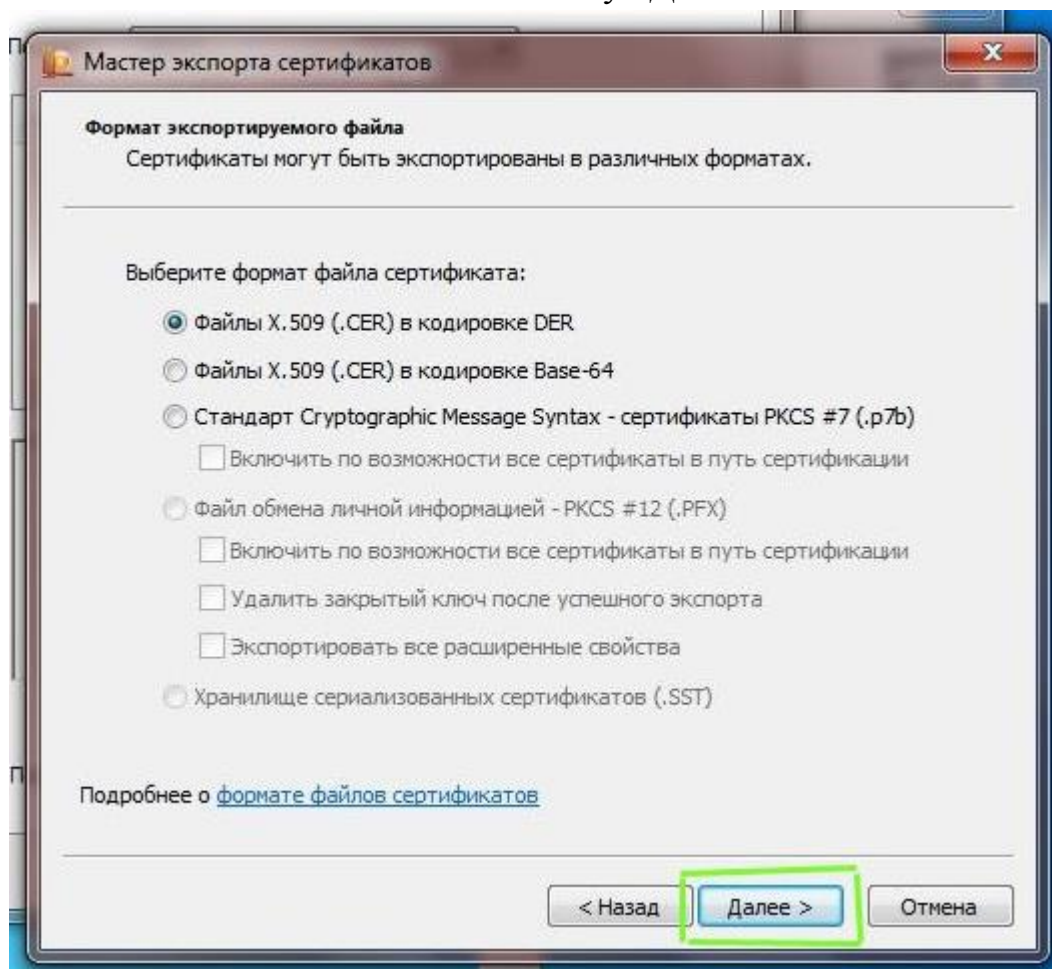 Мастер экспорта сертификатов
Формат экспортируемого файла
Сертификаты могут быть экспортированы в различных форматах.
Выберите формат файла сертификата:
Файлы X.509 (.CER) в кодировке DER
Файлы X.509 (.CER) в кодировке Base-64
Стандарт Cryptographic Message Syntax - сертификаты PKCS #7 (.p7b)
Включить по возможности все сертификаты в путь сертификации
Файл обмена личной информацией - PKCS #12 (.PFX)
Включить по возможности все сертификаты в путь сертификации
Удалить закрытый ключ после успешного экспорта
Экспортировать все расширенные свойства
Хранилище сериализованных сертификатов (.SST)
Подробнее о формате файлов сертификатов
< Назад Далее > Отмена